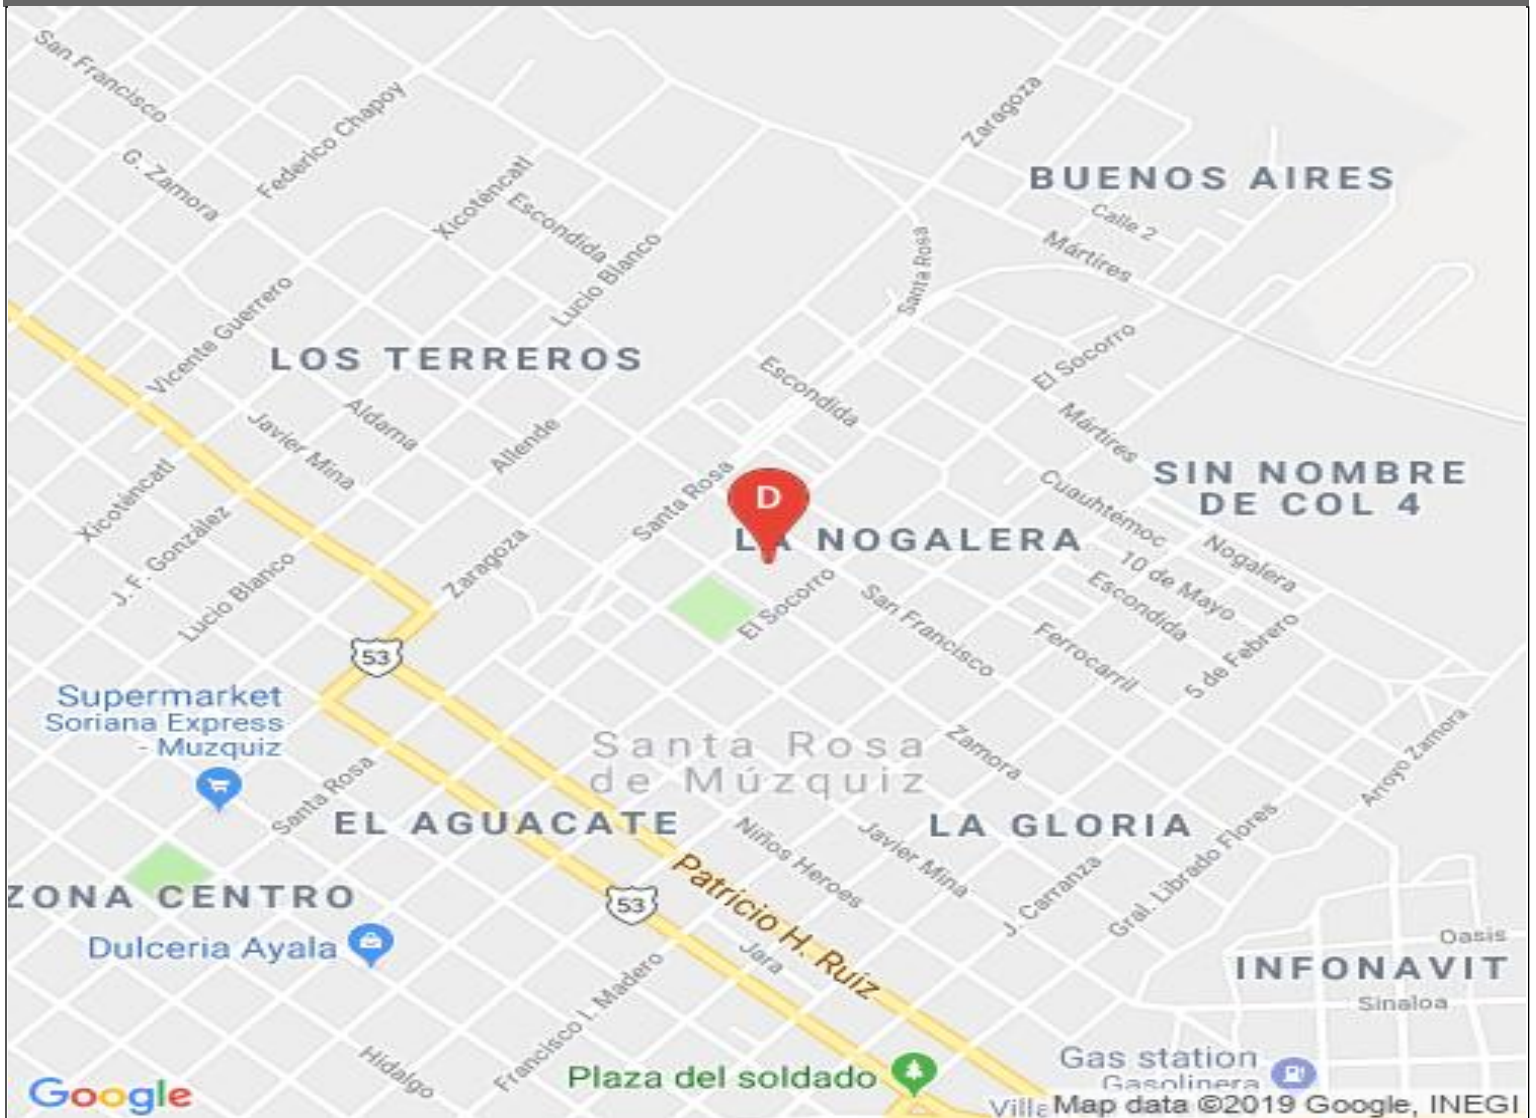 San Francisco
Zaragoza
Federico Chapoy
G. Zamora
BUENOS AIRES
Xicoténcatl
Escondida
Calle 2
Lucio Blanco
Mártires
Santa Rosa
Vicente Guerrero
LOS TERREROS
El Socorro
Escondida
Aldama
Javier Mina
Allende
Mártires
SIN NOMBRE
DE COL 4
Xicoténcatl
Santa Rosa
D
Cuauhtémoc
LA NOGALERA
J. F. González
Nogalera
Zaragoza
10 de Mayo
Lucio Blanco
El Socorro
San Francisco
Escondida
Ferrocarril
5 de Febrero
53
Supermarket
Soriana Express
- Muzquiz
Santa Rosa
de Múzquiz
Zamora
Arroyo Zamora
Santa Rosa
EL AGUACATE
LA GLORIA
Niños Heroes
Javier Mina
J. Carranza
Gral. Librado Flores
ZONA CENTRO
53
Patricio H. Ruíz
Dulceria Ayala
Jara
Oasis
INFONAVIT
Sinaloa
Francisco I. Madero
Hidalgo
Plaza del soldado
Gas station
Gasolinera
Google
Map data ©2019 Google, INEGI